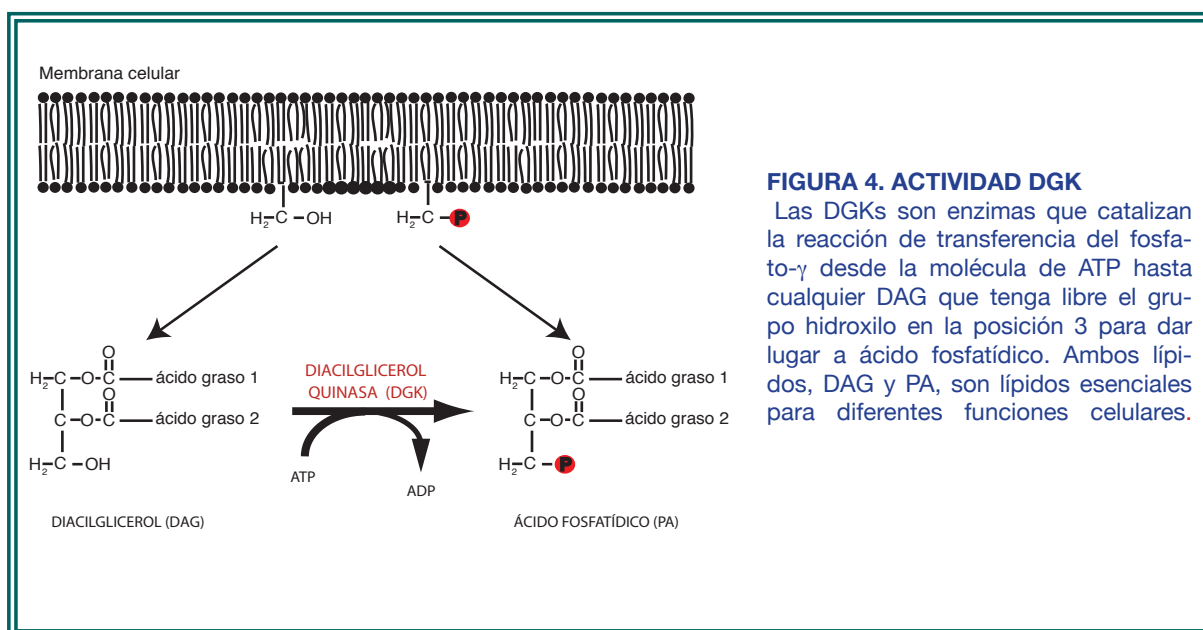 Membrana celular
H2–C–OH
H2–C–P
O
H2–C–O–C—ácido graso 1
O
C–O–C—ácido graso 2
H2–C–OH
DIACILGLICEROL (DAG)
DIACILGLICEROL
QUINASA (DGK)
ATP
ADP
O
H2–C–O–C—ácido graso 1
O
C–O–C—ácido graso 2
H2–C–P
ÁCIDO FOSFATÍDICO (PA)
FIGURA 4. ACTIVIDAD DGK
Las DGKs son enzimas que catalizan
la reacción de transferencia del fosfa-
to-γ desde la molécula de ATP hasta
cualquier DAG que tenga libre el gru-
po hidroxilo en la posición 3 para dar
lugar a ácido fosfatídico. Ambos lípi-
dos, DAG y PA, son lípidos esenciales
para diferentes funciones celulares.